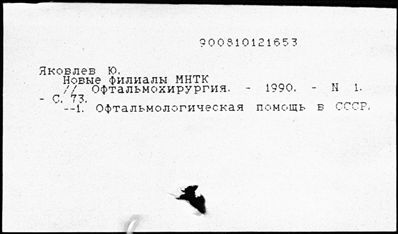 900810121653
Яковлев Ю.
Новые филиалы МНТК
// Офтальмохирургия. - 1990. - N 1.
- С. 73.
--1. Офтальмологическая помощь в СССР.